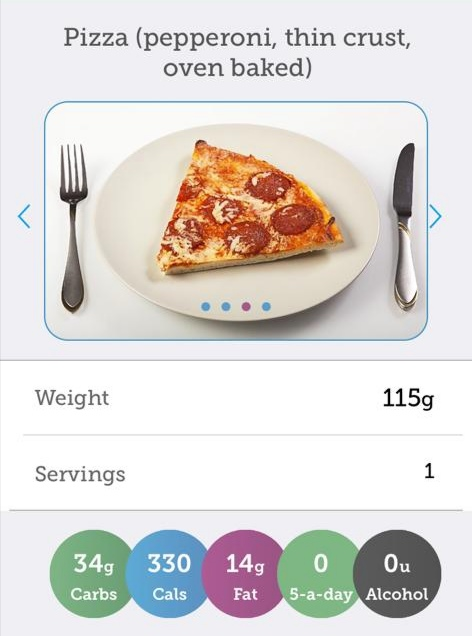 Pizza (pepperoni, thin crust,
oven baked)
Weight 115g
Servings 1
34g 330 14g 0 0u
Carbs Cals Fat 5-a-day Alcohol